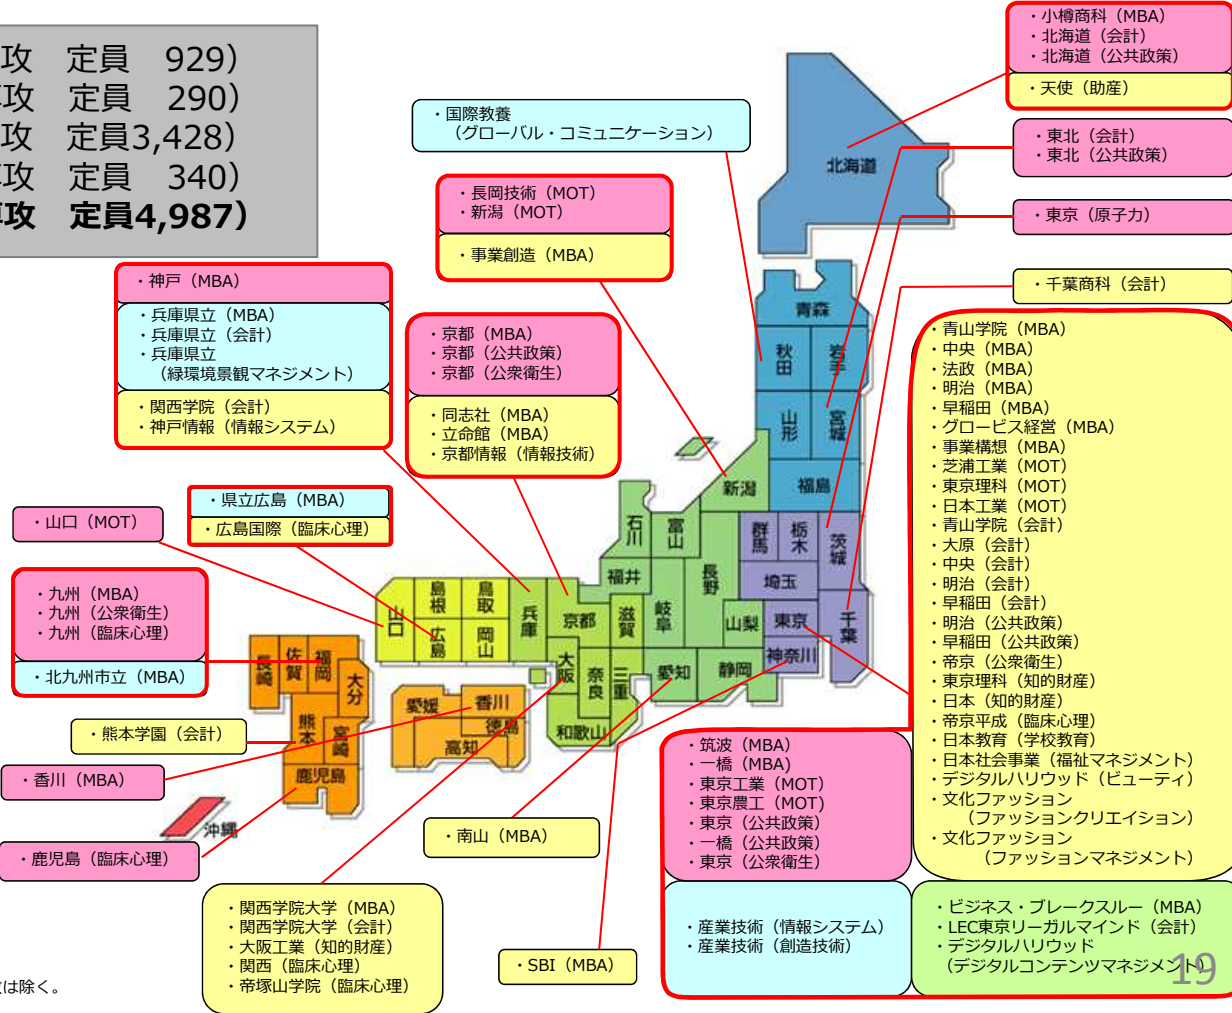 攻 定員 929)
専攻 定員 290)
攻 定員3,428)
専攻 定員 340)
専攻 定員4,987)
・小樽商科（MBA）
・北海道（会計）
・北海道（公共政策）
・天使（助産）
・国際教養
（グローバル・コミュニケーション）
・東北（会計）
・東北（公共政策）
・長岡技術（MOT）
・新潟（MOT）
・事業創造（MBA）
・東京（原子力）
・千葉商科（会計）
・神戸（MBA）
・兵庫県立（MBA）
・兵庫県立（会計）
・兵庫県立
（緑環境景観マネジメント）
・関西学院（会計）
・神戸情報（情報システム）
・京都（MBA）
・京都（公共政策）
・京都（公衆衛生）
・同志社（MBA）
・立命館（MBA）
・京都情報（情報技術）
・青山学院（MBA）
・中央（MBA）
・法政（MBA）
・明治（MBA）
・早稲田（MBA）
・グロービス経営（MBA）
・事業構想（MBA）
・芝浦工業（MOT）
・東京理科（MOT）
・日本工業（MOT）
・青山学院（会計）
・大原（会計）
・中央（会計）
・明治（会計）
・早稲田（会計）
・明治（公共政策）
・早稲田（公共政策）
・帝京（公衆衛生）
・東京理科（知的財産）
・日本（知的財産）
・帝京平成（臨床心理）
・日本教育（学校教育）
・日本社会事業（福祉マネジメント）
・デジタルハリウッド（ビューティ）
・文化ファッション
（ファッションクリエイション）
・文化ファッション
（ファッションマネジメント）
・県立広島（MBA）
・広島国際（臨床心理）
・山口（MOT）
・九州（MBA）
・九州（公衆衛生）
・九州（臨床心理）
・北九州市立（MBA）
・熊本学園（会計）
・香川（MBA）
・鹿児島（臨床心理）
・関西学院大学（MBA）
・関西学院大学（会計）
・大阪工業（知的財産）
・関西（臨床心理）
・帝塚山学院（臨床心理）
・南山（MBA）
・SBI（MBA）
・筑波（MBA）
・一橋（MBA）
・東京工業（MOT）
・東京農工（MOT）
・東京（公共政策）
・一橋（公共政策）
・東京（公衆衛生）
・産業技術（情報システム）
・産業技術（創造技術）
・ビジネス・ブレークスルー（MBA）
・LEC東京リーガルマインド（会計）
・デジタルハリウッド
（デジタルコンテンツマネジメント）
北海道
青森
秋田
岩手
山形
宮城
新潟
福島
石川
富山
群馬
栃木
茨城
福井
長野
埼玉
岐阜
山梨
東京
千葉
神奈川
静岡
愛知
滋賀
京都
兵庫
大阪
奈良
三重
和歌山
鳥取
島根
岡山
広島
山口
愛媛
香川
徳島
高知
長崎
佐賀
福岡
大分
熊本
宮崎
鹿児島
沖縄
は除く。
19